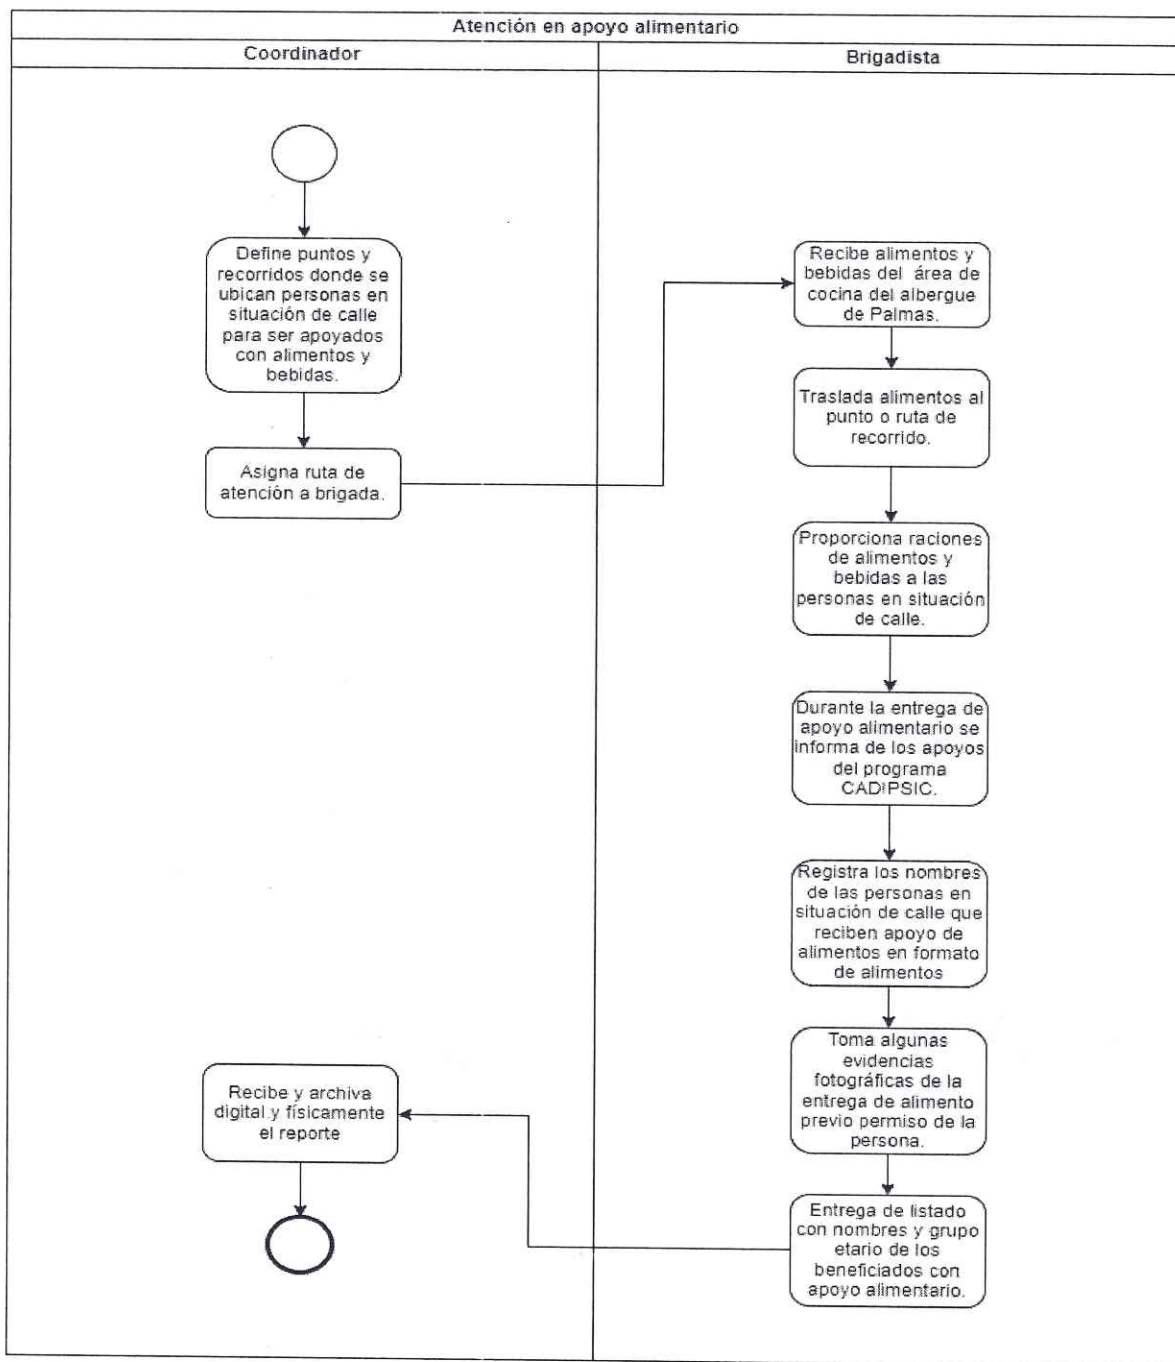 Atención en apoyo alimentario
Coordinador
Brigadista
Define puntos y
recorridos donde se
ubican personas en
situación de calle
para ser apoyados
con alimentos y
bebidas.
Asigna ruta de
atención a brigada.
Recibe alimentos y
bebidas del área de
cocina del albergue
de Palmas.
Traslada alimentos al
punto o ruta de
recorrido.
Proporciona raciones
de alimentos y
bebidas a las
personas en situación
de calle.
Durante la entrega de
apoyo alimentario se
informa de los apoyos
del programa
CADIPSIC.
Registra los nombres
de las personas en
situación de calle que
reciben apoyo de
alimentos en formato
de alimentos
Toma algunas
evidencias
fotográficas de la
entrega de alimento
previo permiso de la
persona.
Entrega de listado
con nombres y grupo
etario de los
beneficiados con
apoyo alimentario.
Recibe y archiva
digital y físicamente
el reporte